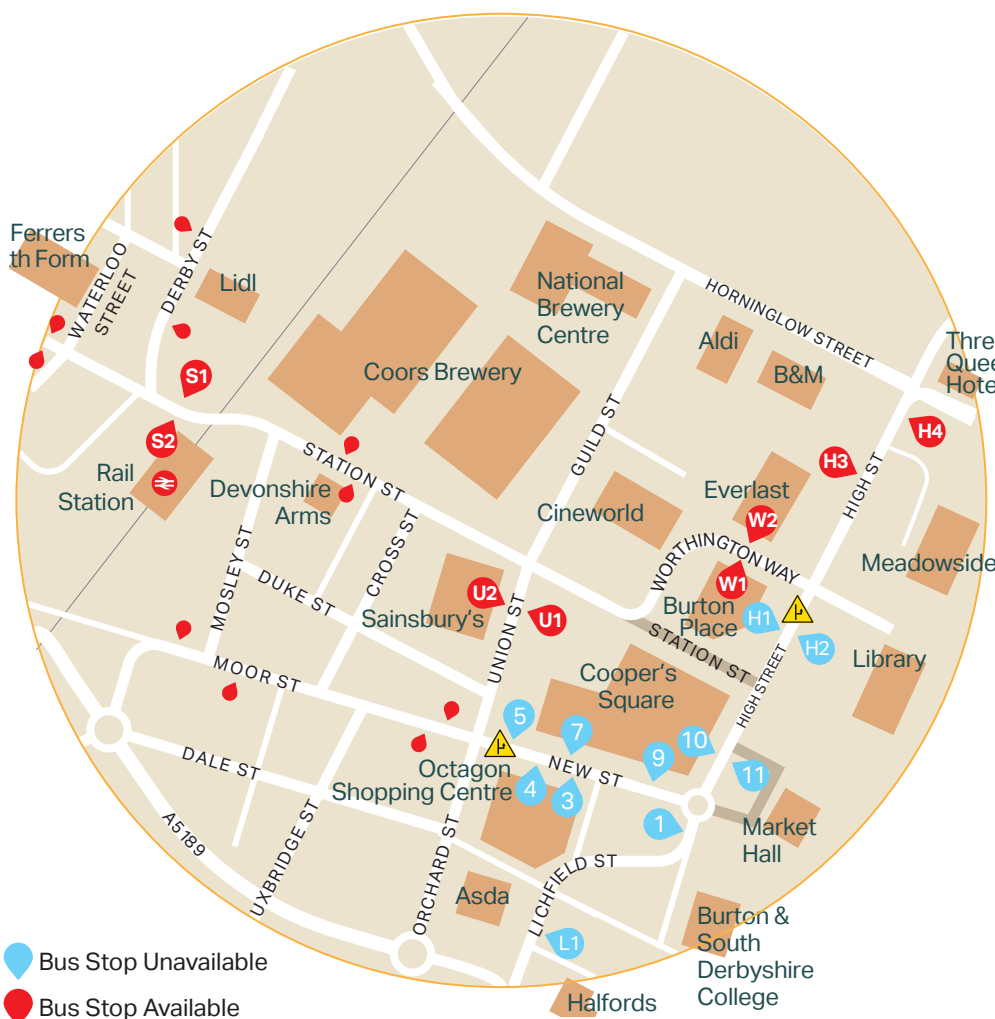 Ferrers
th Form
WATERLOO
STREET
DERBY ST
Lidl
National
Brewery
Centre
HORNINGLOW STREET
Aldi
B&M
Thre
Quee
Hote
Coors Brewery
S1
S2
Rail
Station
STATION ST
Devonshire
Arms
GUILD ST
Cineworld
Everlast
H4
H3
HIGH ST
W2
WORTHINGTON WAY
W1
Meadowside
MOSLEY ST
CROSS ST
DUKE ST
Sainsbury's
U2
U1
UNION ST
Burton
Place
H1
H2
STATION ST
Library
HIGH STREET
Cooper's
Square
MOOR ST
5
7
10
9
11
NEW ST
4
3
1
Octagon
Shopping Centre
DALE ST
A5189
UXBRIDGE ST
ORCHARD ST
LICHFIELD ST
Market
Hall
Asda
L1
Burton &
South
Derbyshire
College
Halfords
Bus Stop Unavailable
Bus Stop Available